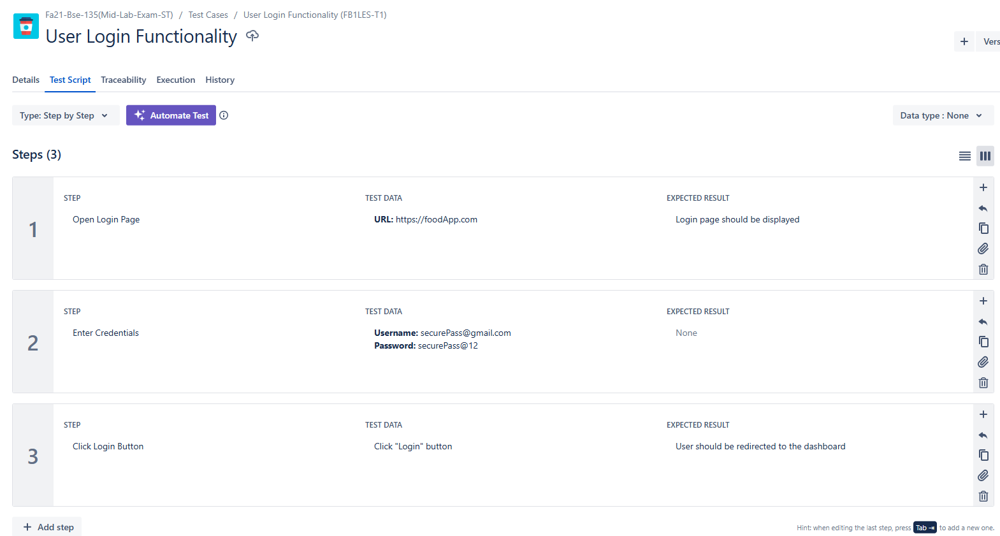 Fa21-Bse-135(Mid-Lab-Exam-ST) / Test Cases / User Login Functionality (FB1LES-T1)
User Login Functionality
+ Vers
Details Test Script Traceability Execution History
Type: Step by Step Automate Test Data type : None
Steps (3)
1
STEP TEST DATA EXPECTED RESULT
Open Login Page URL: https://foodApp.com Login page should be displayed
2
STEP TEST DATA EXPECTED RESULT
Enter Credentials Username: securePass@gmail.com None
Password: securePass@12
3
STEP TEST DATA EXPECTED RESULT
Click Login Button Click "Login" button User should be redirected to the dashboard
+ Add step Hint: when editing the last step, press Tab ⇥ to add a new one.